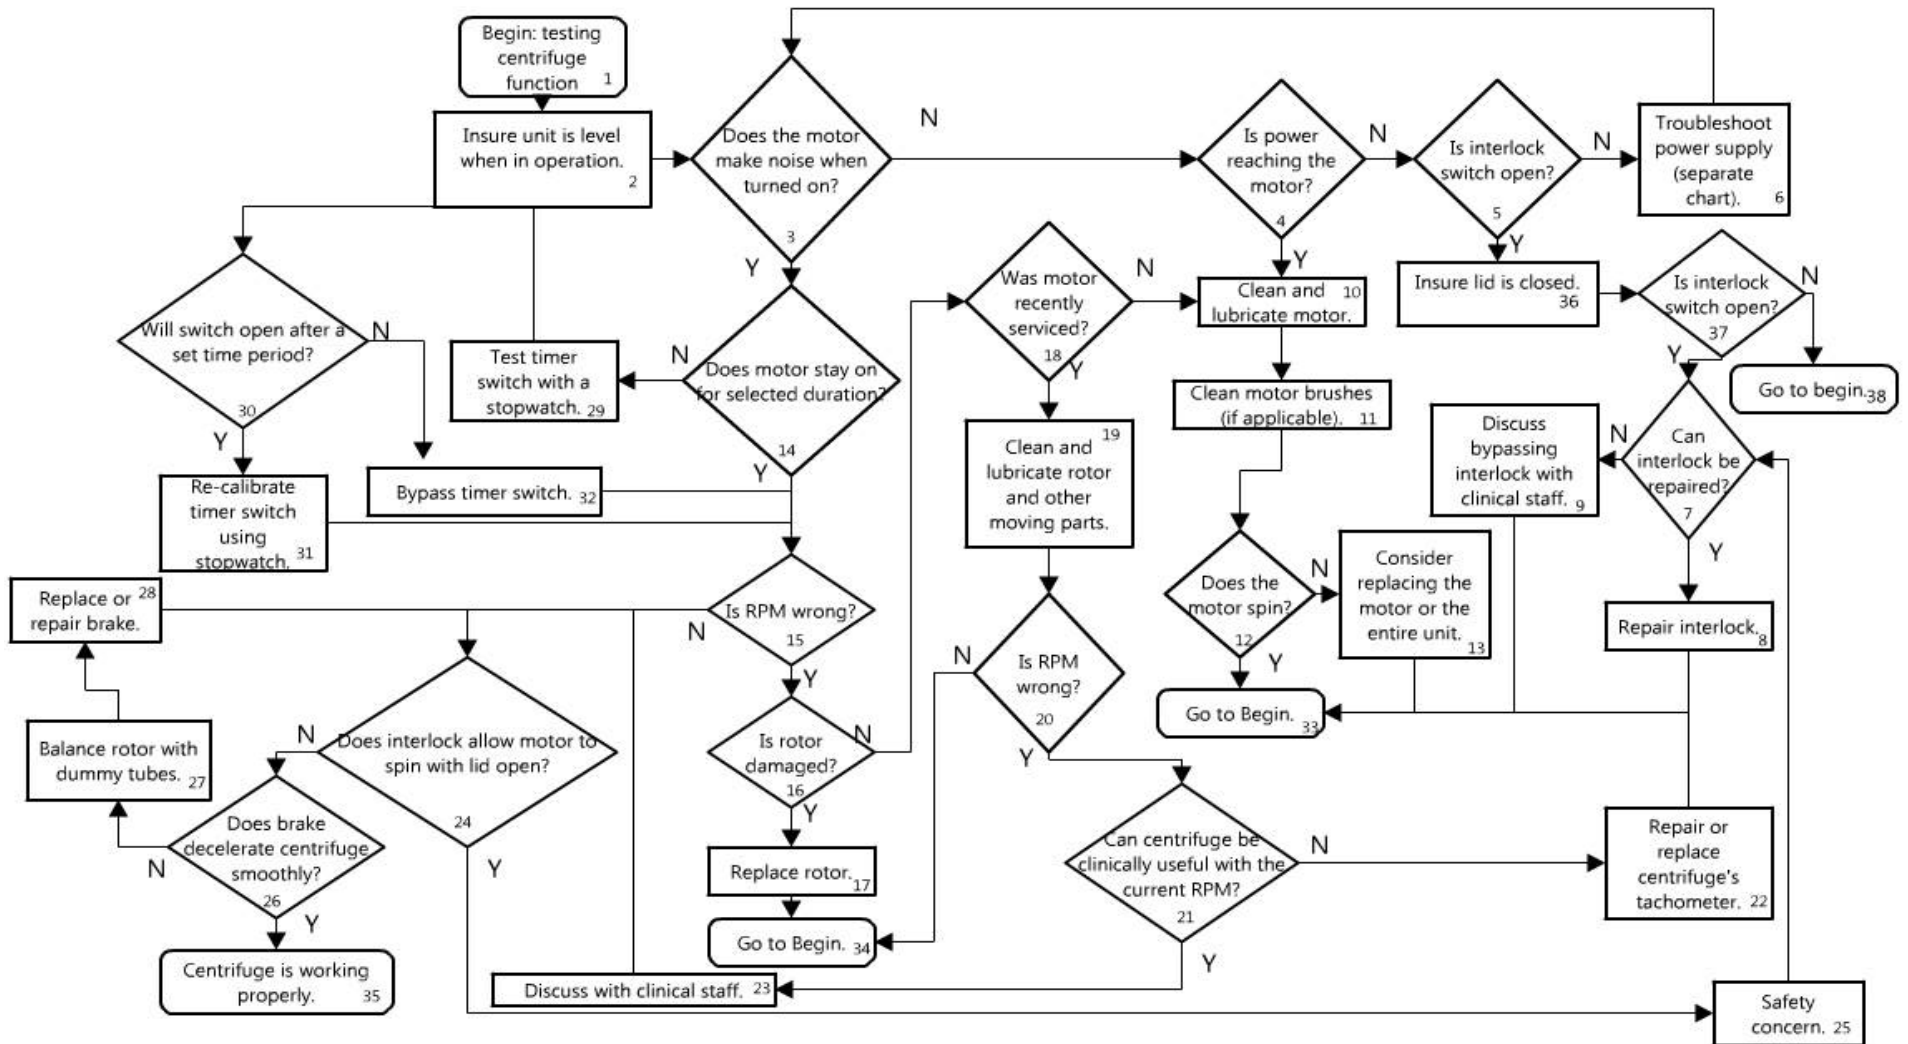 Begin: testing
centrifuge
function 1
Insure unit is level
when in operation.
2
Does the motor
make noise when
turned on?
3
N
Y
Is power
reaching the
motor?
4
N
Y
Is interlock
switch open?
5
N
Y
Troubleshoot
power supply
(separate
chart). 6
Will switch open after a
set time period?
30
N
Y
Test timer
switch with a
stopwatch. 29
Does motor stay on
for selected duration?
14
N
Y
Was motor
recently
serviced?
18
N
Y
Clean and 10
lubricate motor.
Insure lid is closed.
36
Is interlock
switch open?
37
N
Y
Go to begin. 38
Clean motor brushes
(if applicable). 11
Discuss
bypassing
interlock with
clinical staff. 9
Can
interlock be
repaired?
7
N
Y
Re-calibrate
timer switch
using
stopwatch. 31
Bypass timer switch. 32
Clean and 19
lubricate rotor
and other
moving parts.
Does the
motor spin?
12
N
Y
Consider
replacing the
motor or the
entire unit. 13
Repair interlock. 8
Replace or 28
repair brake.
Is RPM wrong?
15
N
Y
Is RPM
wrong?
20
N
Y
Go to Begin. 33
Balance rotor with
dummy tubes. 27
Does interlock allow motor to
spin with lid open?
24
N
Y
Is rotor
damaged?
16
N
Y
Does brake
decelerate centrifuge
smoothly?
26
N
Y
Replace rotor. 17
Can centrifuge be
clinically useful with the
current RPM?
21
N
Y
Repair or
replace
centrifuge's
tachometer. 22
Go to Begin. 34
Centrifuge is working
properly. 35
Discuss with clinical staff. 23
Safety
concern. 25